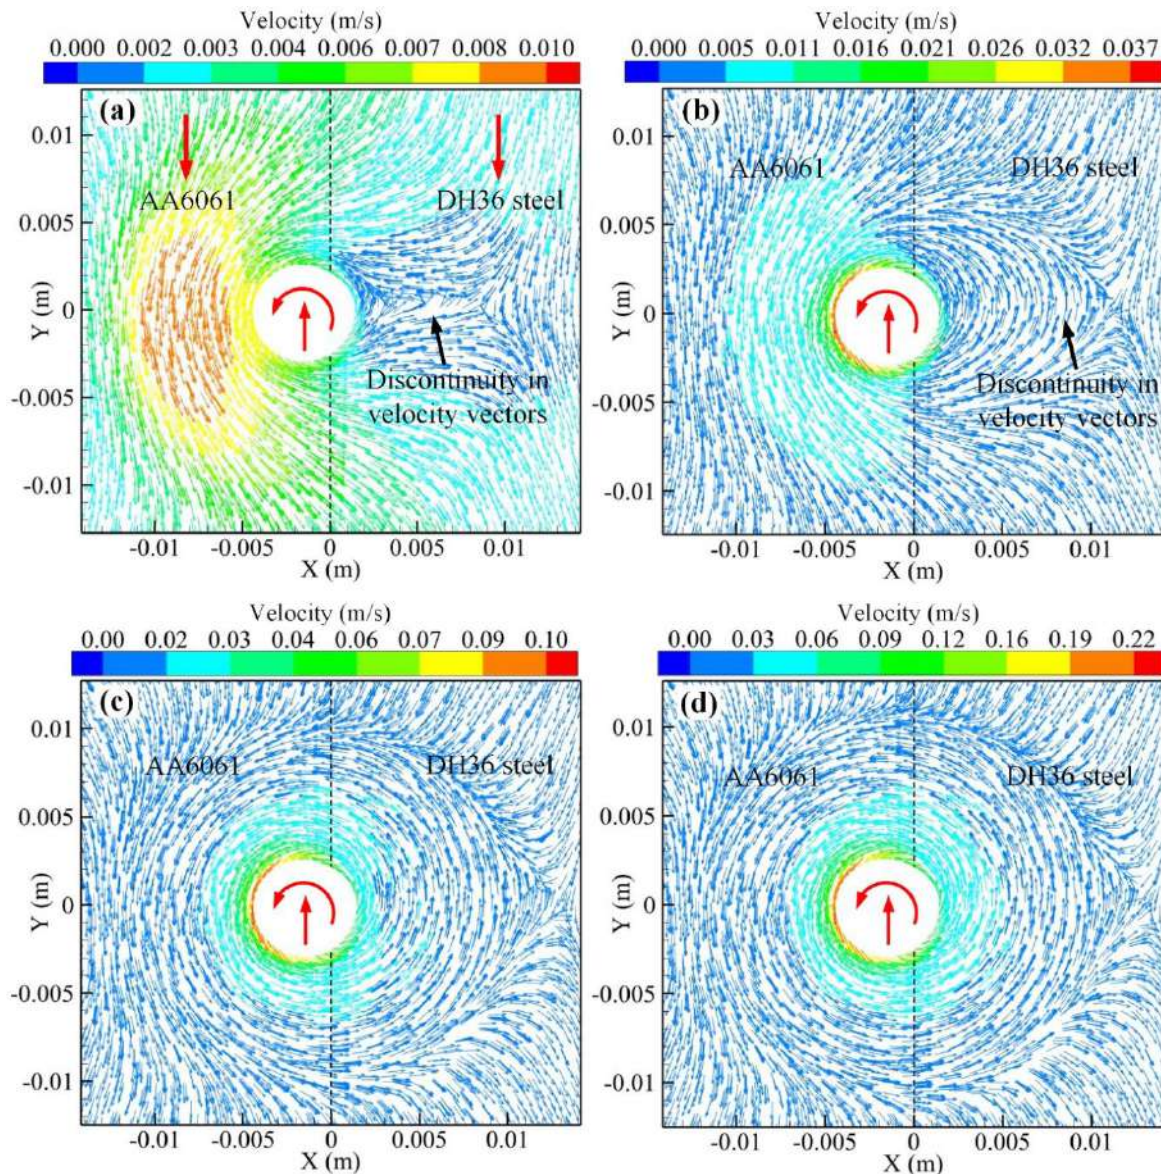 Velocity (m/s)
0.000 0.002 0.003 0.004 0.006 0.007 0.008 0.010
(a)
AA6061
DH36 steel
Discontinuity in
velocity vectors
0.01
0.005
0
-0.005
-0.01
Y (m)
-0.01 -0.005 0 0.005 0.01
X (m)
Velocity (m/s)
0.000 0.005 0.011 0.016 0.021 0.026 0.032 0.037
(b)
AA6061
DH36 steel
Discontinuity in
velocity vectors
0.01
0.005
0
-0.005
-0.01
Y (m)
-0.01 -0.005 0 0.005 0.01
X (m)
Velocity (m/s)
0.00 0.02 0.03 0.04 0.06 0.07 0.09 0.10
(c)
AA6061
DH36 steel
0.01
0.005
0
-0.005
-0.01
Y (m)
-0.01 -0.005 0 0.005 0.01
X (m)
Velocity (m/s)
0.00 0.03 0.06 0.09 0.12 0.16 0.19 0.22
(d)
AA6061
DH36 steel
0.01
0.005
0
-0.005
-0.01
Y (m)
-0.01 -0.005 0 0.005 0.01
X (m)